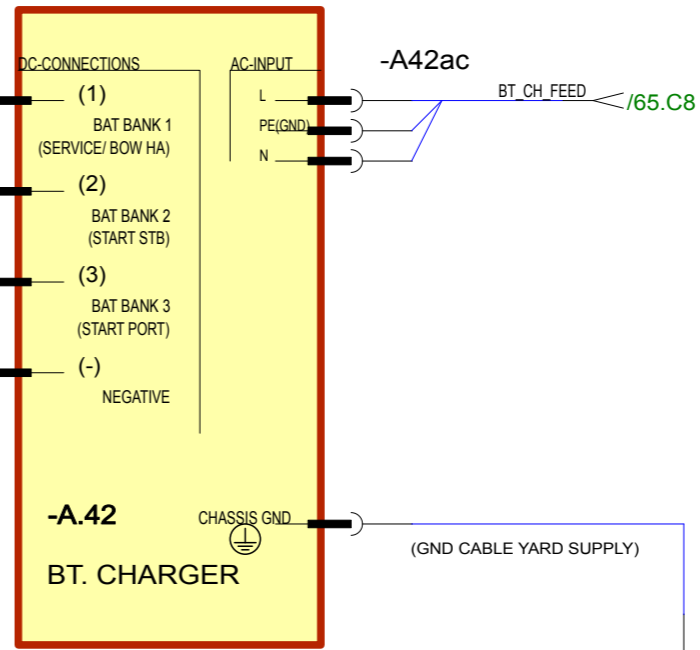 DC-CONNECTIONS
AC-INPUT
-A42ac
(1)
BAT BANK 1
(SERVICE/ BOW HA)
(2)
BAT BANK 2
(START STB)
(3)
BAT BANK 3
(START PORT)
(-)
NEGATIVE
L
PE(GND)
N
BT_CH_FEED
/65.C8
-A.42
BT. CHARGER
CHASSIS GND
(GND CABLE YARD SUPPLY)